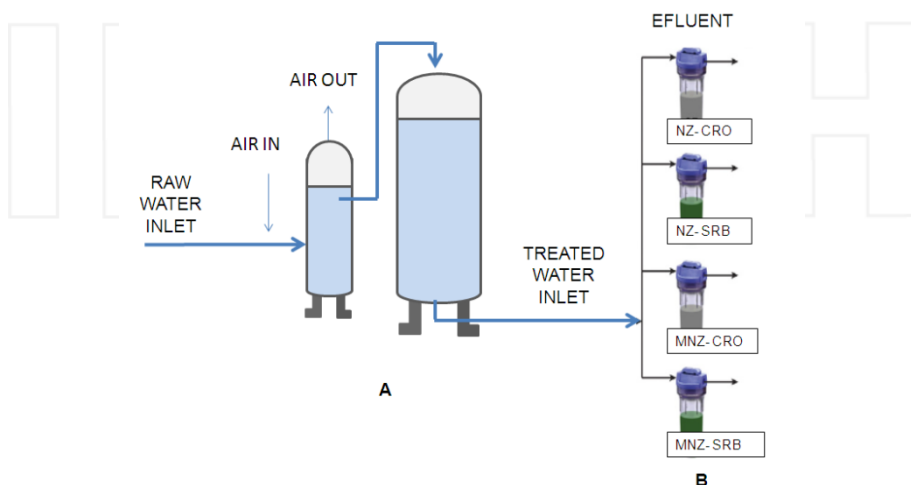 EFLUENT
AIR OUT
AIR IN
RAW
WATER
INLET
TREATED
WATER
INLET
NZ- CRO
NZ- SRB
MNZ- CRO
MNZ- SRB
A
B